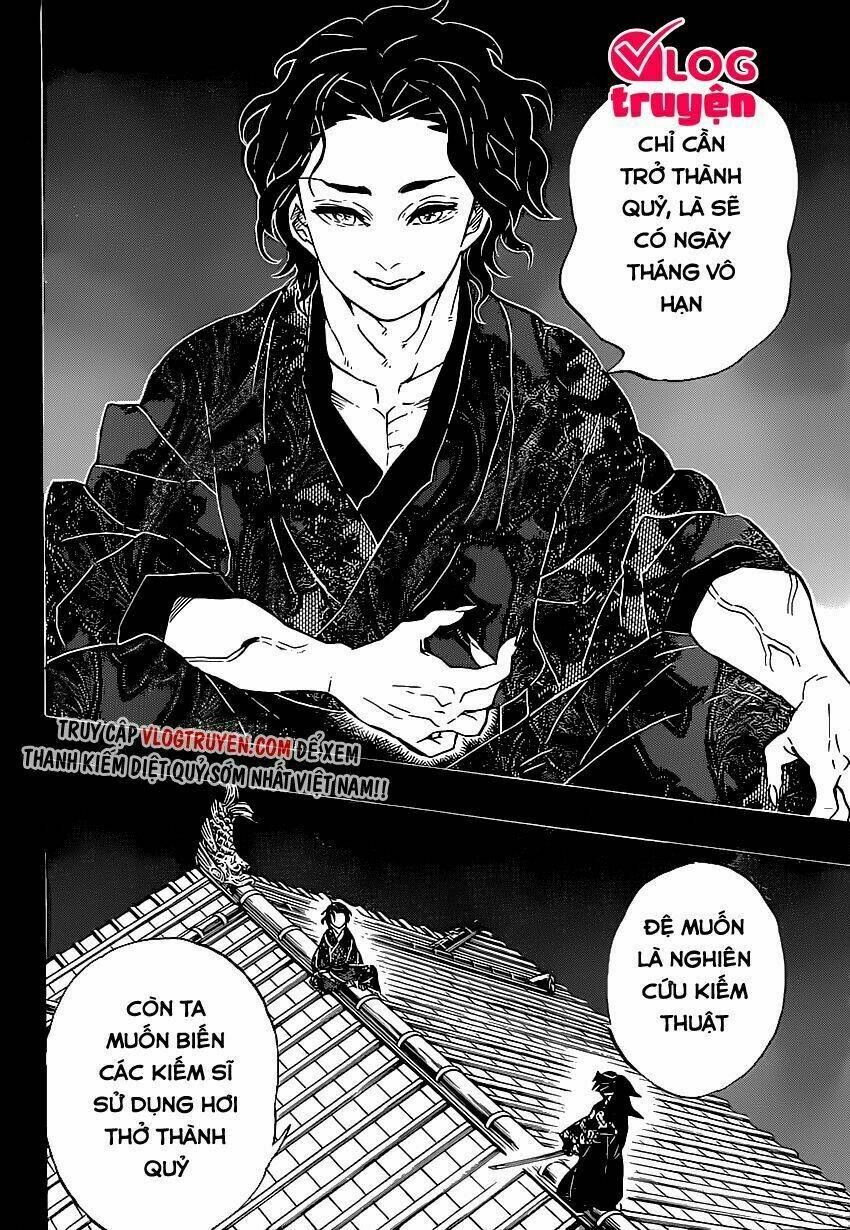 VLOG
truyện
CHỈ CẦN
TRỞ THÀNH
QUỶ, LÀ SẼ
CÓ NGÀY
THÁNG VÔ
HẠN
TRUY CẬP VLOGTRUYEN.COM ĐỂ XEM
THANH KIẾM DIỆT QUỶ SỚM NHẤT VIỆT NAM!!
ĐỆ MUỐN
LÀ NGHIÊN
CỨU KIẾM
THUẬT
CÒN TA
MUỐN BIẾN
CÁC KIẾM SĨ
SỬ DỤNG HƠI
THỞ THÀNH
QUỶ